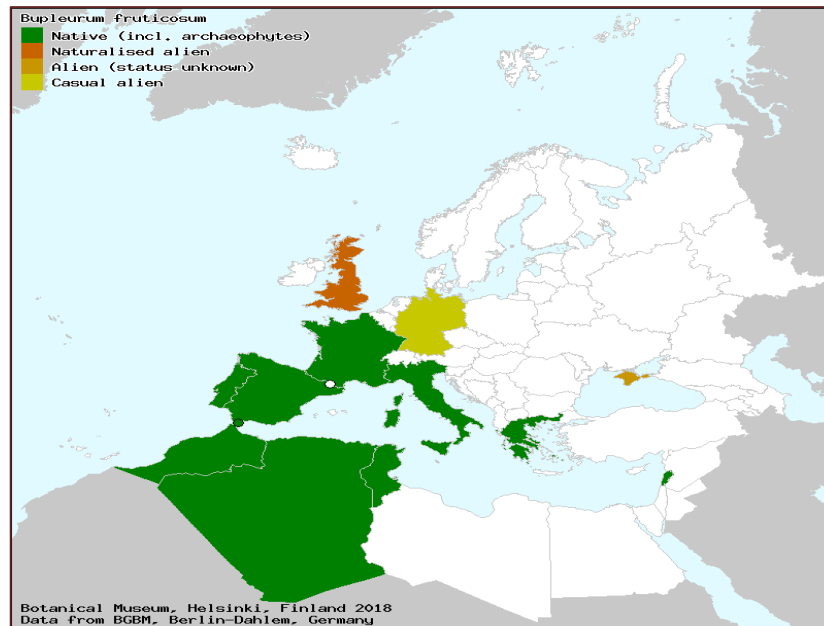 Bupleurum fruticosum
Native (incl. archaeophytes)
Naturalised alien
Alien (status unknown)
Casual alien
Botanical Museum, Helsinki, Finland 2018
Data from BGBM, Berlin-Dahlem, Germany